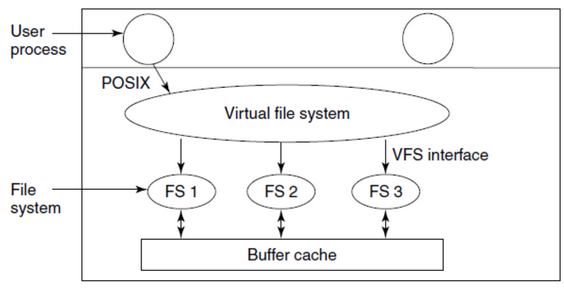 User
process
POSIX
Virtual file system
VFS interface
File
system
FS 1
FS 2
FS 3
Buffer cache